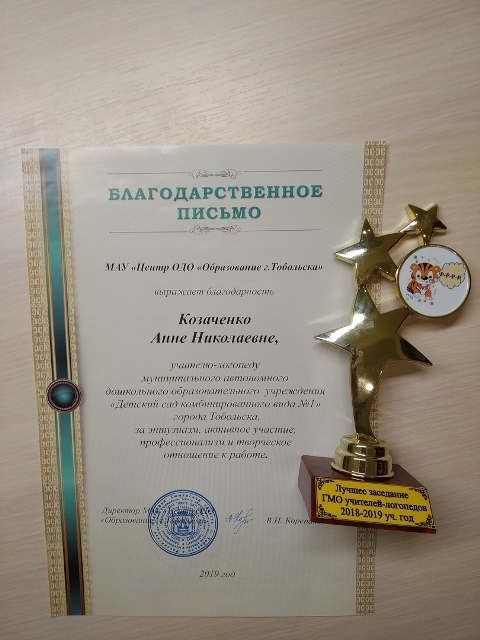 БЛАГОДАРСТВЕННОЕ
ПИСЬМО
МАУ «Центр ОДО «Образование г.Тобольска»
выражает благодарность
Козаченко
Анне Николаевне,
учителю-логопеду
муниципального автономного
дошкольного образовательного учреждения
«Детский сад комбинированного вида №1»
города Тобольска,
за энтузиазм, активное участие,
профессионализм и творческое
отношение к работе.
Директор
В.П.
2019 год
Р-Р-Р-Р
Лучшее заседание
ГМО учителей-логопедов
2018-2019 уч. год